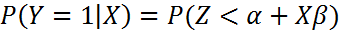 P(Y = 1|X) = P(Z < α + Xβ)